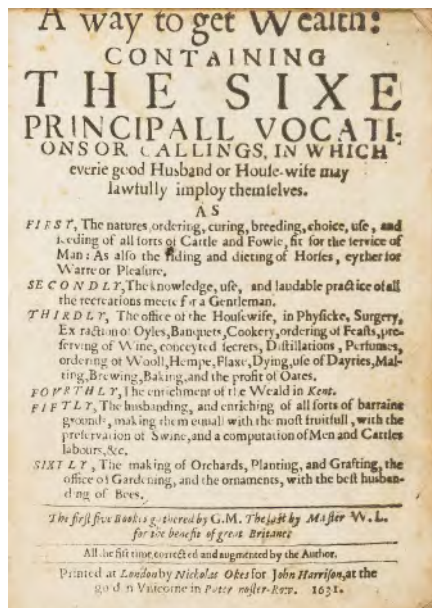 A way to get Wealth:
CONTAINING
THE SIXE
PRINCIPALL VOCATI-
ONS OR CALLINGS, IN WHICH
everie good Husband or House-wife may
lawfully imploy themselves.
AS
FIRST, The natures, ordering, curing, breeding, choice, use, and
feeding of all sorts of Cattle and Fowle, fit for the service of
Man: As also the riding and dieting of Horses, eyther for
Warre or Pleasure.
SECONDLY, The knowledge, use, and laudable practice of all
the recreations meete for a Gentleman.
THIRDLY, The office of the Housewife, in Physicke, Surgery,
Extraction of Oyles, Banquets, Cookery, ordering of Feasts, pre-
serving of Wine, conceyted secrets, Distillations, Perfumes,
ordering of Wooll, Hempe, Flaxe, Dying, use of Dayries, Mal-
ting, Brewing, Baking, and the profit of Oates.
FOVRTHLY, The enrichment of the Weald in Kent.
FIFTLY, The husbanding, and enriching of all sorts of barraine
grounds, making them equall with the most fruitfull, with the
preservation of Swine, and a computation of Men and Cattles
labours, &c.
SIXTLY, The making of Orchards, Planting, and Grafting, the
office of Gardening, and the ornaments, with the best husban-
ding of Bees.
The first five Bookes gathered by G.M. The last by Master W.L.
for the benefit of great Britaine
All the fift time corrected and augmented by the Author.
Printed at London by Nicholas Okes for John Harrison, at the
golden Vnicorne in Pater noster-Row. 1631.